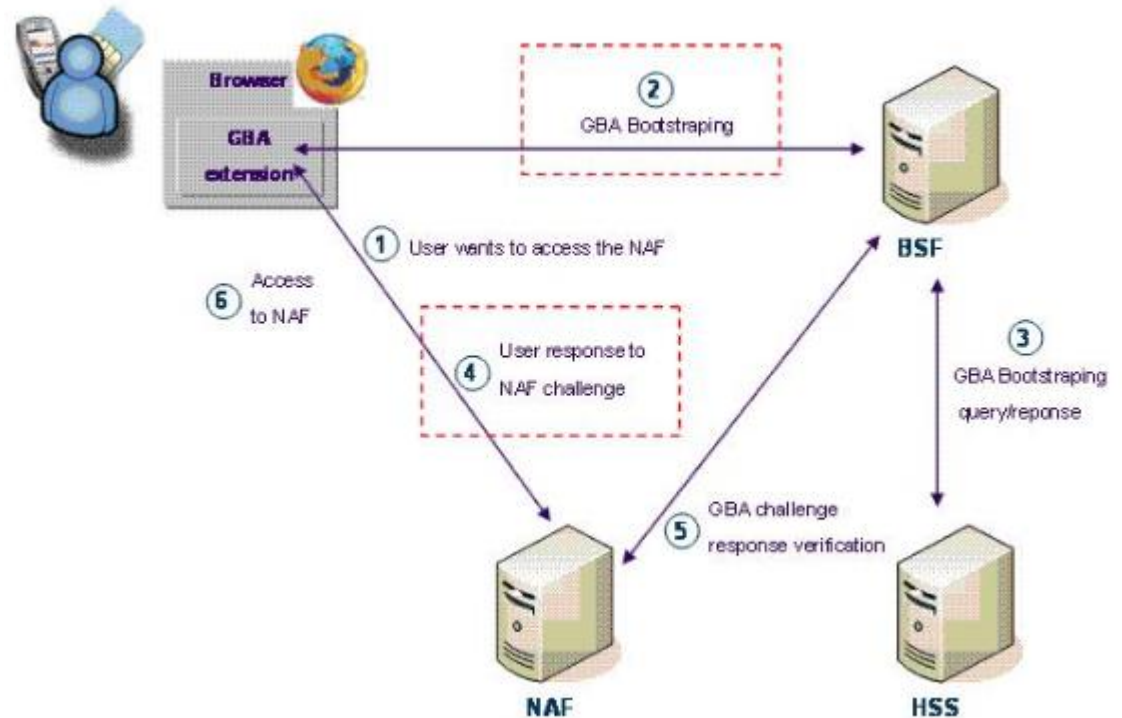 Browser
GBA
extension
2
GBA Bootstraping
BSF
1 User wants to access the NAF
6 Access
to NAF
4 User response to
NAF challenge
3
GBA Bootstraping
query/reponse
5 GBA challenge
response verification
NAF
HSS